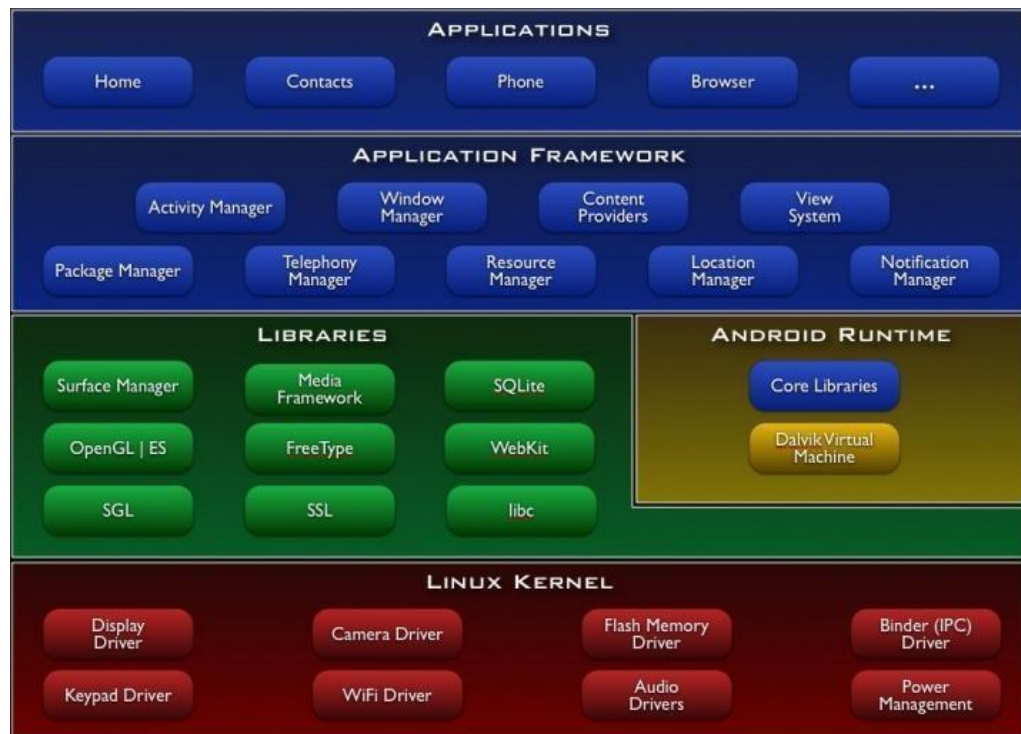 APPLICATIONS
Home
Contacts
Phone
Browser
...
APPLICATION FRAMEWORK
Activity Manager
Window
Manager
Content
Providers
View
System
Package Manager
Telephony
Manager
Resource
Manager
Location
Manager
Notification
Manager
LIBRARIES
Surface Manager
Media
Framework
SQLite
OpenGL | ES
FreeType
WebKit
SGL
SSL
libc
ANDROID RUNTIME
Core Libraries
Dalvik Virtual
Machine
LINUX KERNEL
Display
Driver
Camera Driver
Flash Memory
Driver
Binder (IPC)
Driver
Keypad Driver
WiFi Driver
Audio
Drivers
Power
Management